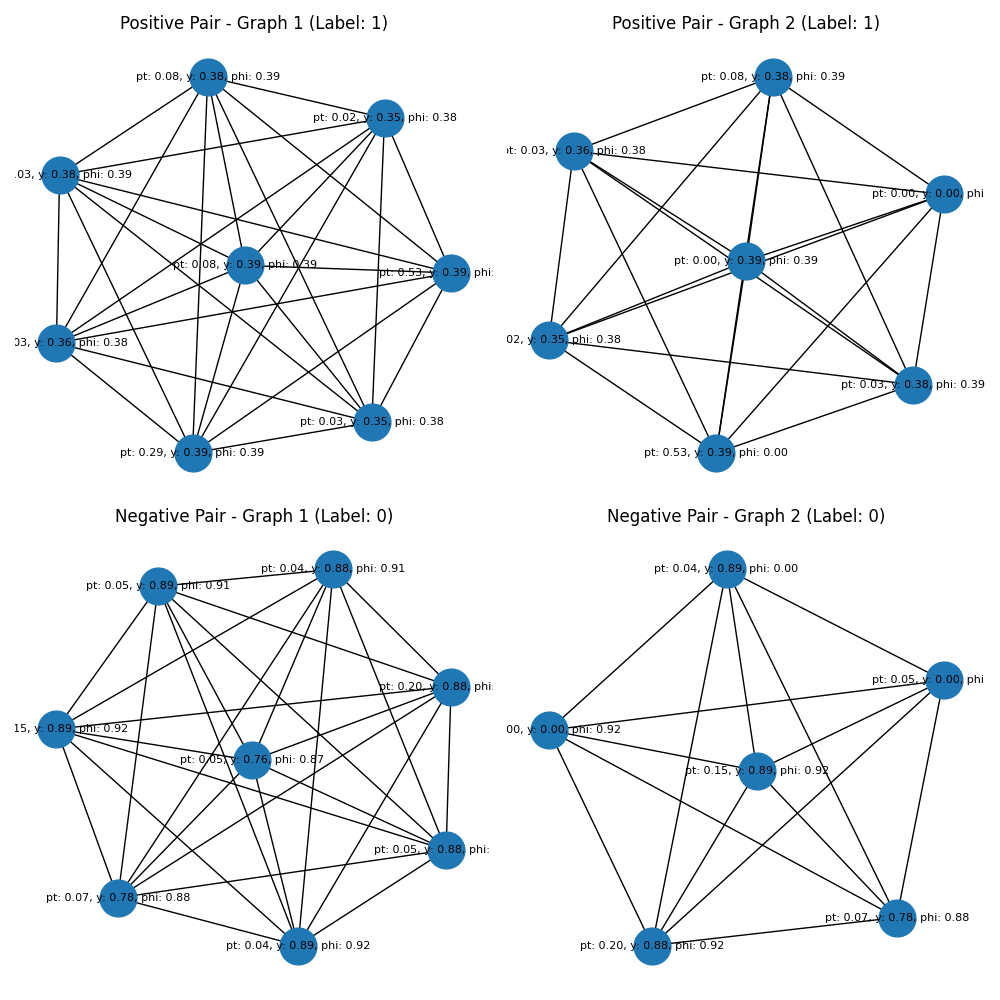 Positive Pair - Graph 1 (Label: 1)
pt: 0.08, y: 0.38, phi: 0.39
pt: 0.02, y: 0.35, phi: 0.38
.03, y: 0.38, phi: 0.39
pt: 0.08, y: 0.39, phi: 0.39
pt: 0.53, y: 0.39, phi:
03, y: 0.36, phi: 0.38
pt: 0.03, y: 0.35, phi: 0.38
pt: 0.29, y: 0.39, phi: 0.39
Positive Pair - Graph 2 (Label: 1)
pt: 0.08, y: 0.38, phi: 0.39
pt: 0.03, y: 0.36, phi: 0.38
pt: 0.00, y: 0.00, phi
pt: 0.00, y: 0.39, phi: 0.39
02, y: 0.35, phi: 0.38
pt: 0.03, y: 0.38, phi: 0.39
pt: 0.53, y: 0.39, phi: 0.00
Negative Pair - Graph 1 (Label: 0)
pt: 0.04, y: 0.88, phi: 0.91
pt: 0.05, y: 0.89, phi: 0.91
pt: 0.20, y: 0.88, phi:
15, y: 0.89, phi: 0.92
pt: 0.05, y: 0.76, phi: 0.87
pt: 0.05, y: 0.88, phi:
pt: 0.07, y: 0.78, phi: 0.88
pt: 0.04, y: 0.89, phi: 0.92
Negative Pair - Graph 2 (Label: 0)
pt: 0.04, y: 0.89, phi: 0.00
pt: 0.05, y: 0.00, phi
00, y: 0.00, phi: 0.92
pt: 0.15, y: 0.89, phi: 0.92
pt: 0.07, y: 0.78, phi: 0.88
pt: 0.20, y: 0.88, phi: 0.92